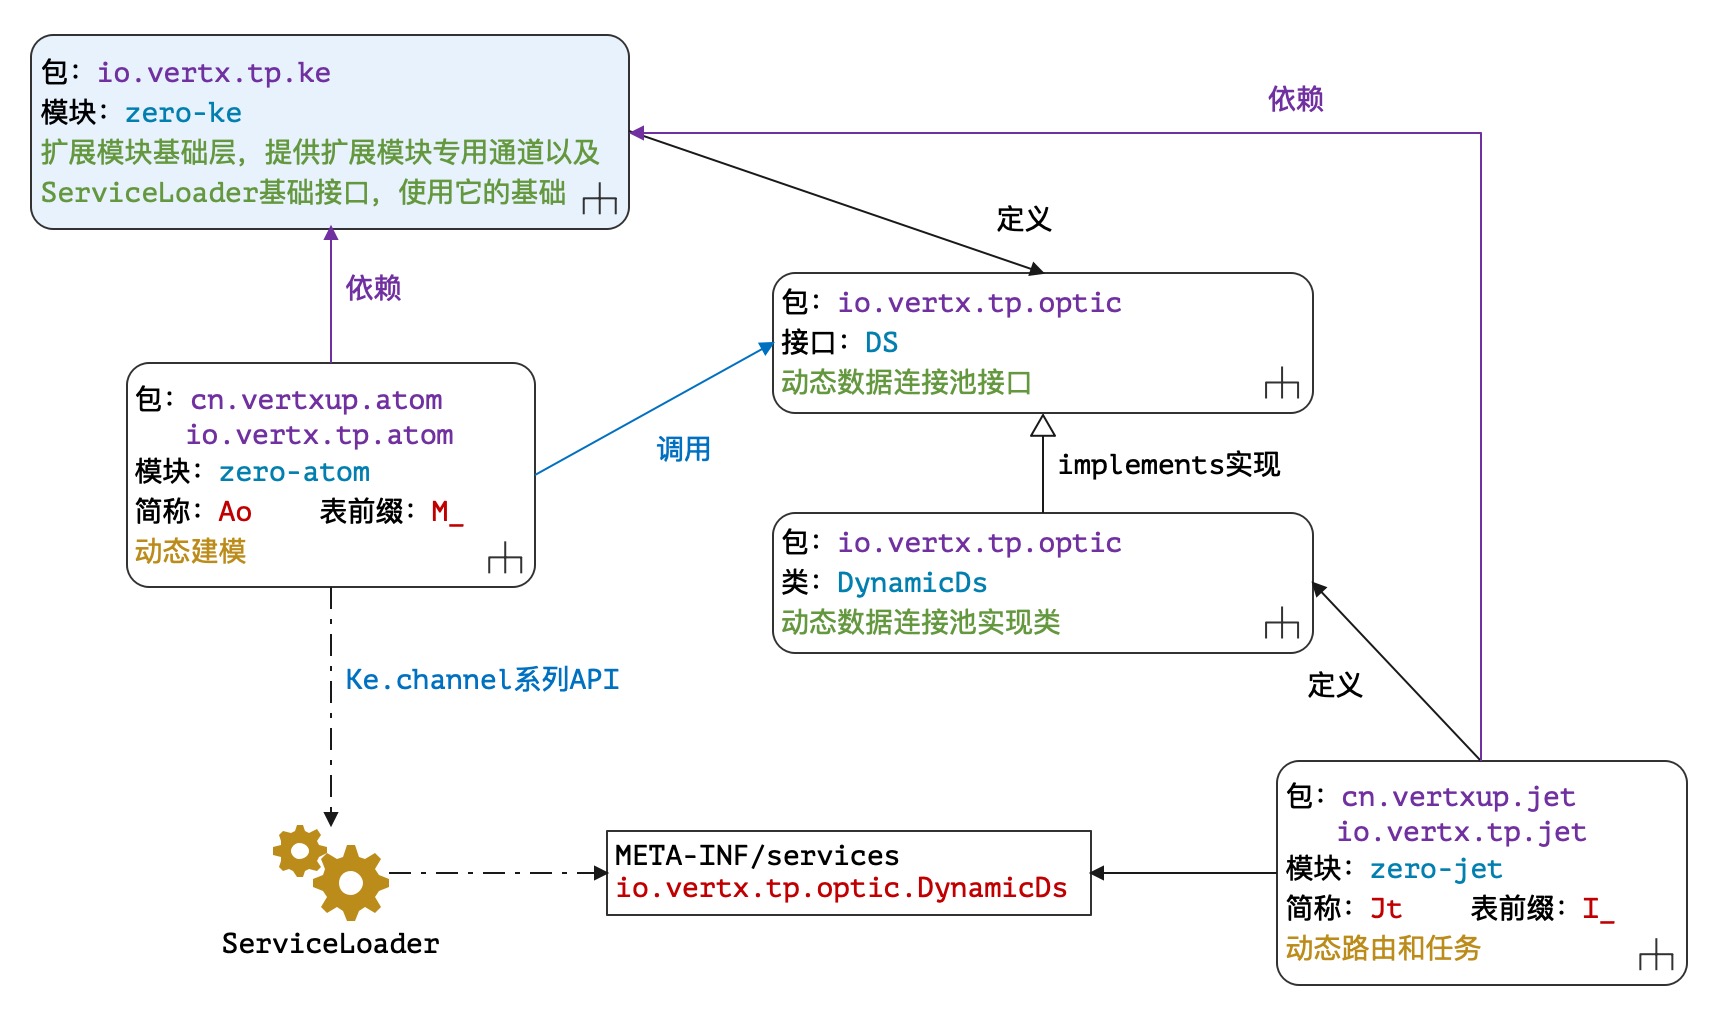 包：io.vertx.tp.ke
模块：zero-ke
扩展模块基础层，提供扩展模块专用通道以及
ServiceLoader基础接口，使用它的基础
依赖
定义
依赖
包：io.vertx.tp.optic
接口：DS
动态数据连接池接口
包：cn.vertxup.atom
io.vertx.tp.atom
模块：zero-atom
简称：Ao 表前缀：M_
动态建模
调用
implements实现
包：io.vertx.tp.optic
类：DynamicDs
动态数据连接池实现类
Ke.channel系列API
定义
包：cn.vertxup.jet
io.vertx.tp.jet
模块：zero-jet
简称：Jt 表前缀：I_
动态路由和任务
META-INF/services
io.vertx.tp.optic.DynamicDs
ServiceLoader